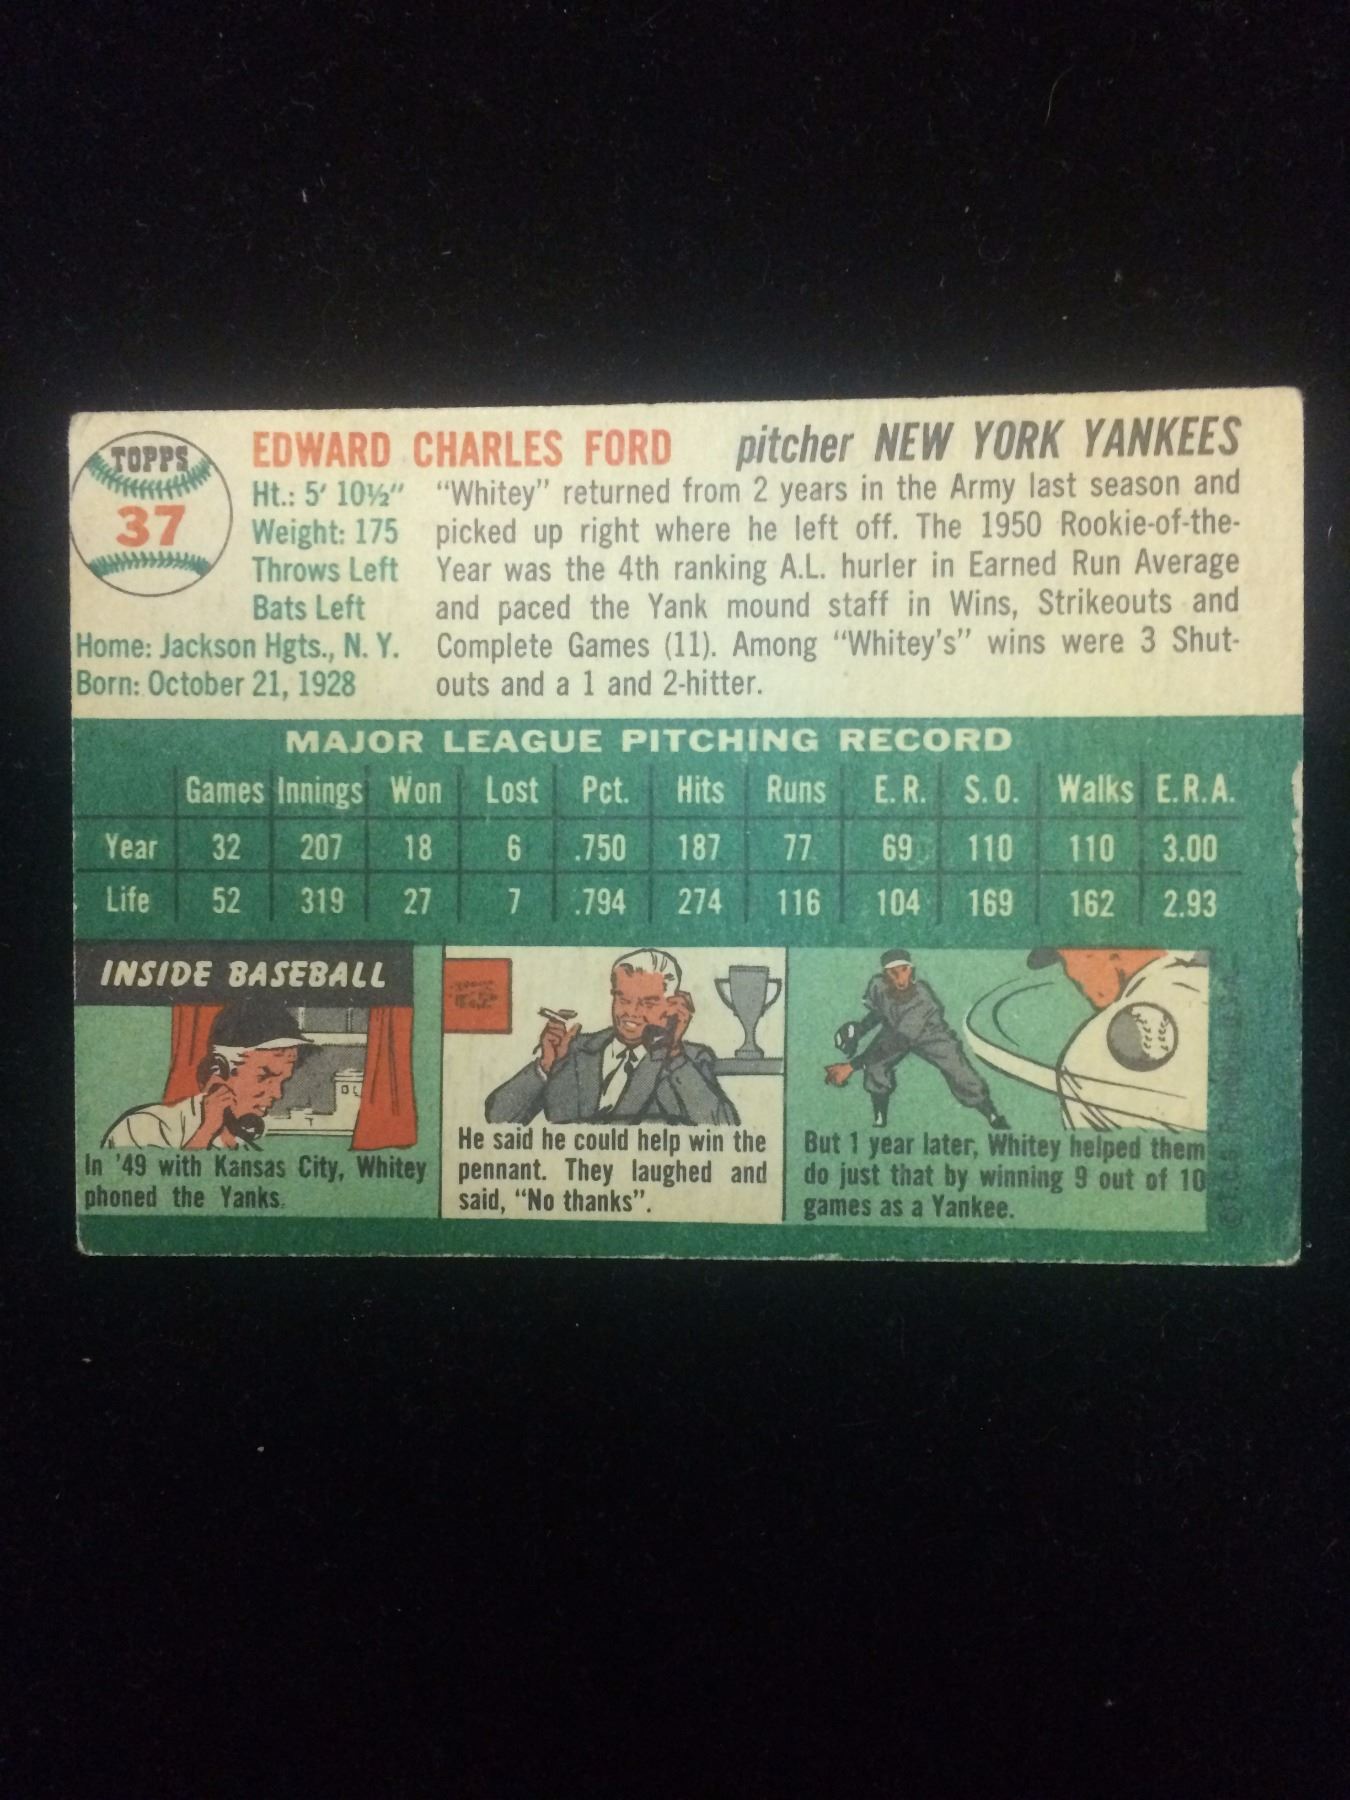 TOPPS
37
EDWARD CHARLES FORD pitcher NEW YORK YANKEES
Ht.: 5' 10½"
Weight: 175
Throws Left
Bats Left
Home: Jackson Hgts., N. Y.
Born: October 21, 1928
"Whitey" returned from 2 years in the Army last season and
picked up right where he left off. The 1950 Rookie-of-the-
Year was the 4th ranking A.L. hurler in Earned Run Average
and paced the Yank mound staff in Wins, Strikeouts and
Complete Games (11). Among "Whitey's" wins were 3 Shut-
outs and a 1 and 2-hitter.
MAJOR LEAGUE PITCHING RECORD
Games Innings Won Lost Pct. Hits Runs E.R. S.O. Walks E.R.A.
Year 32 207 18 6 .750 187 77 69 110 110 3.00
Life 52 319 27 7 .794 274 116 104 169 162 2.93
INSIDE BASEBALL
In '49 with Kansas City, Whitey
phoned the Yanks.
He said he could help win the
pennant. They laughed and
said, "No thanks".
But 1 year later, Whitey helped them
do just that by winning 9 out of 10
games as a Yankee.